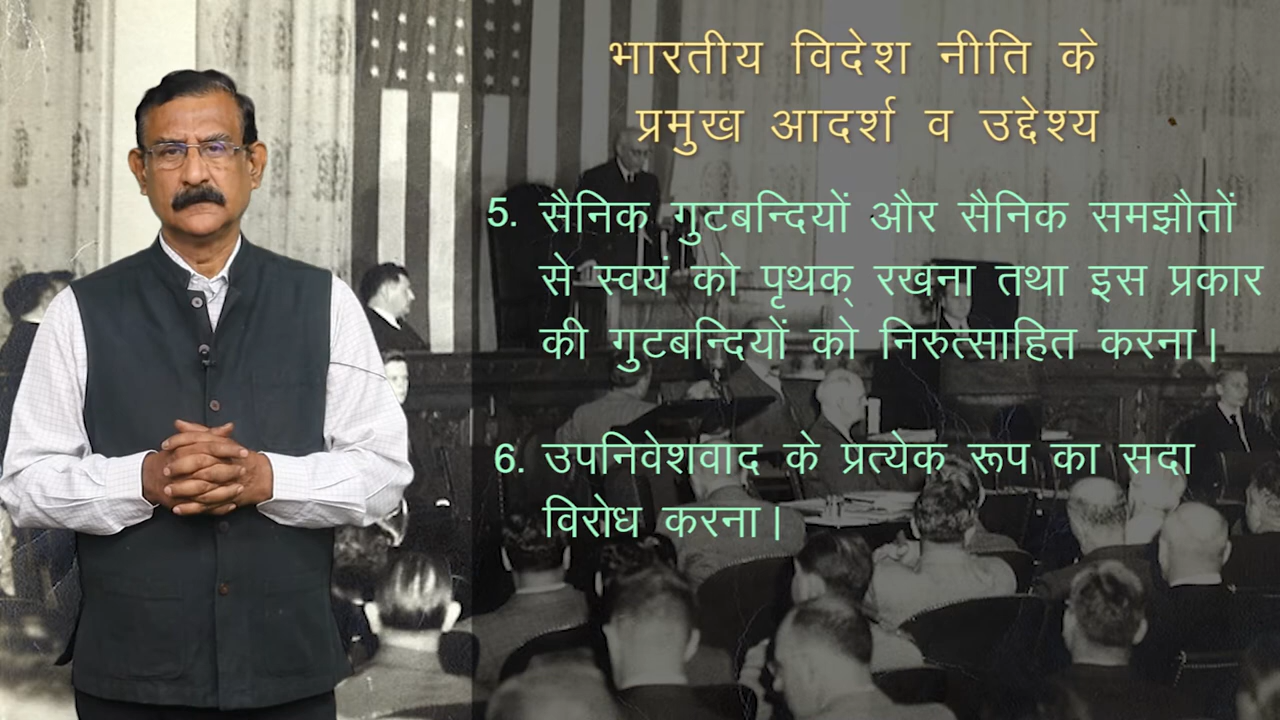 भारतीय विदेश नीति के
प्रमुख आदर्श व उद्देश्य
5. सैनिक गुटबन्दियों और सैनिक समझौतों
से स्वयं को पृथक् रखना तथा इस प्रकार
की गुटबन्दियों को निरुत्साहित करना।
6. उपनिवेशवाद के प्रत्येक रूप का सदा
विरोध करना।